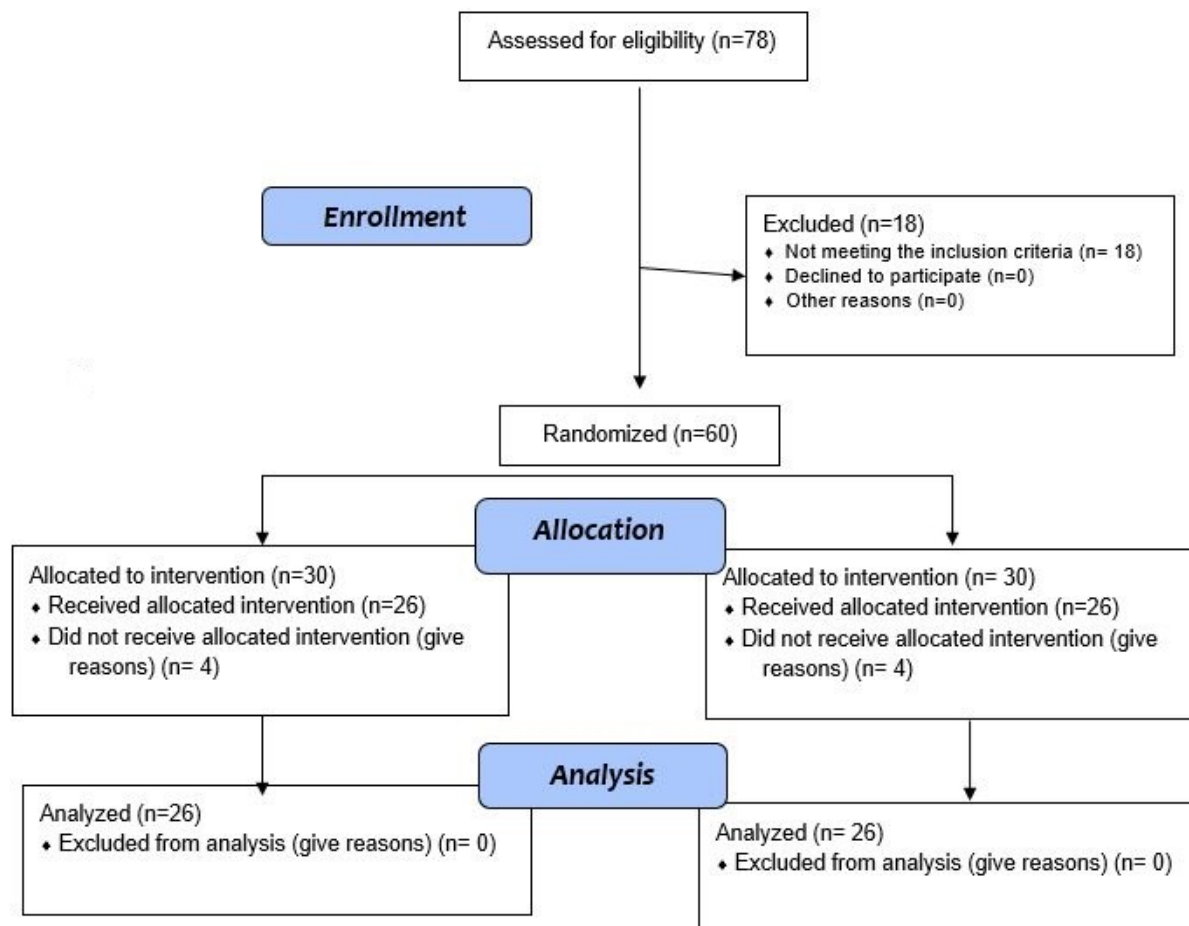 Assessed for eligibility (n=78)
Enrollment
Excluded (n=18)
♦ Not meeting the inclusion criteria (n= 18)
♦ Declined to participate (n=0)
♦ Other reasons (n=0)
Randomized (n=60)
Allocation
Allocated to intervention (n=30)
♦ Received allocated intervention (n=26)
♦ Did not receive allocated intervention (give
reasons) (n= 4)
Allocated to intervention (n= 30)
♦ Received allocated intervention (n=26)
♦ Did not receive allocated intervention (give
reasons) (n= 4)
Analysis
Analyzed (n=26)
♦ Excluded from analysis (give reasons) (n= 0)
Analyzed (n= 26)
♦ Excluded from analysis (give reasons) (n= 0)